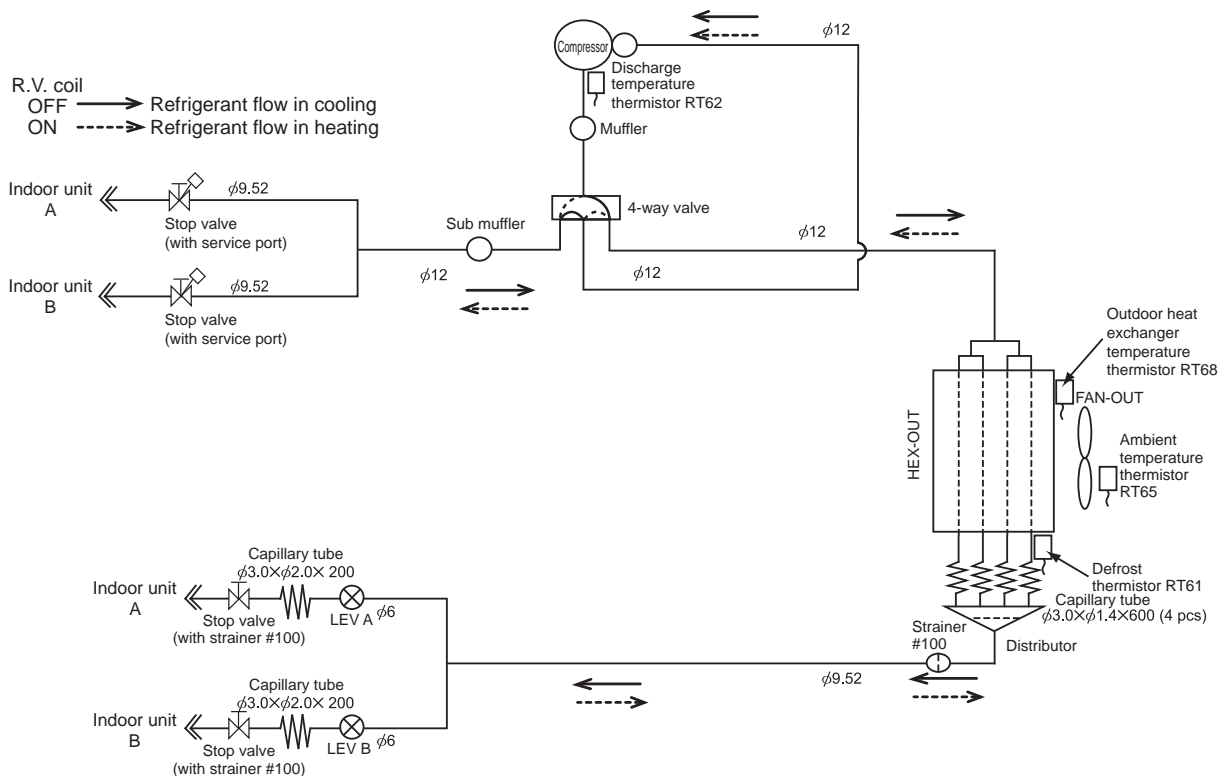 Compressor
ϕ12
Discharge
temperature
thermistor RT62
Muffler
R.V. coil
OFF Refrigerant flow in cooling
ON Refrigerant flow in heating
Indoor unit
A
ϕ9.52
Stop valve
(with service port)
4-way valve
Sub muffler
ϕ12
ϕ12
ϕ12
Indoor unit
B
ϕ9.52
Stop valve
(with service port)
Outdoor heat
exchanger
temperature
thermistor RT68
FAN-OUT
HEX-OUT
Ambient
temperature
thermistor
RT65
Defrost
thermistor RT61
Capillary tube
ϕ3.0×ϕ1.4×600 (4 pcs)
Distributor
Strainer
#100
ϕ9.52
Capillary tube
ϕ3.0×ϕ2.0× 200
Indoor unit
A
LEV A
ϕ6
Stop valve
(with strainer #100)
Capillary tube
ϕ3.0×ϕ2.0× 200
Indoor unit
B
LEV B
ϕ6
Stop valve
(with strainer #100)